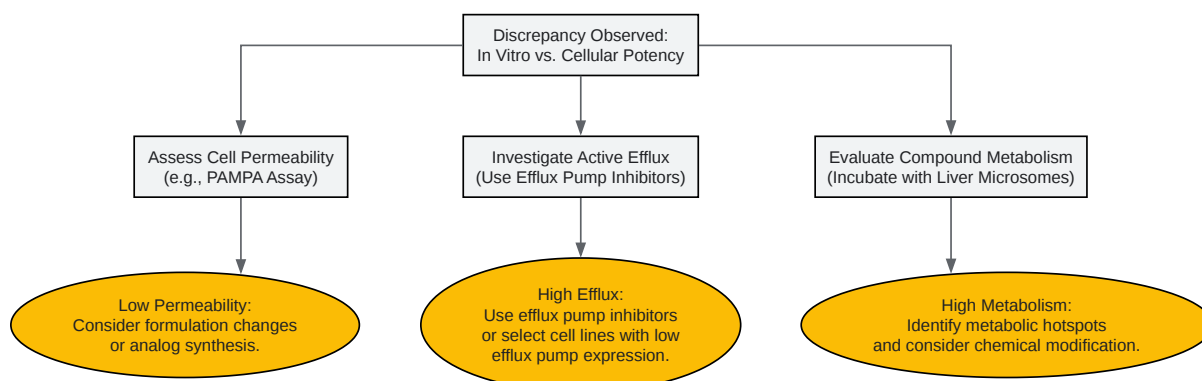 Discrepancy Observed:
In Vitro vs. Cellular Potency
Assess Cell Permeability
(e.g., PAMPA Assay)
Investigate Active Efflux
(Use Efflux Pump Inhibitors)
Evaluate Compound Metabolism
(Incubate with Liver Microsomes)
Low Permeability:
Consider formulation changes
or analog synthesis.
High Efflux:
Use efflux pump inhibitors
or select cell lines with low
efflux pump expression.
High Metabolism:
Identify metabolic hotspots
and consider chemical modification.